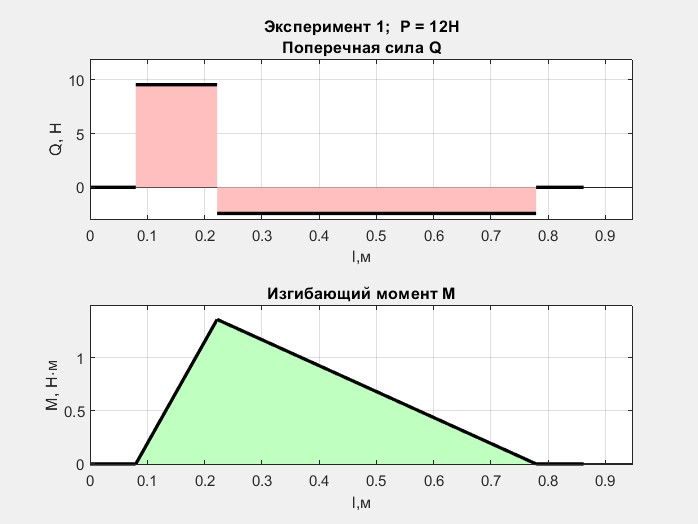 Эксперимент 1;  P = 12Н
Поперечная сила Q
10
5
0
Q, Н
0 0.1 0.2 0.3 0.4 0.5 0.6 0.7 0.8 0.9
l,м
Изгибающий момент М
1
0.5
0
М, Н·м
0 0.1 0.2 0.3 0.4 0.5 0.6 0.7 0.8 0.9
l,м